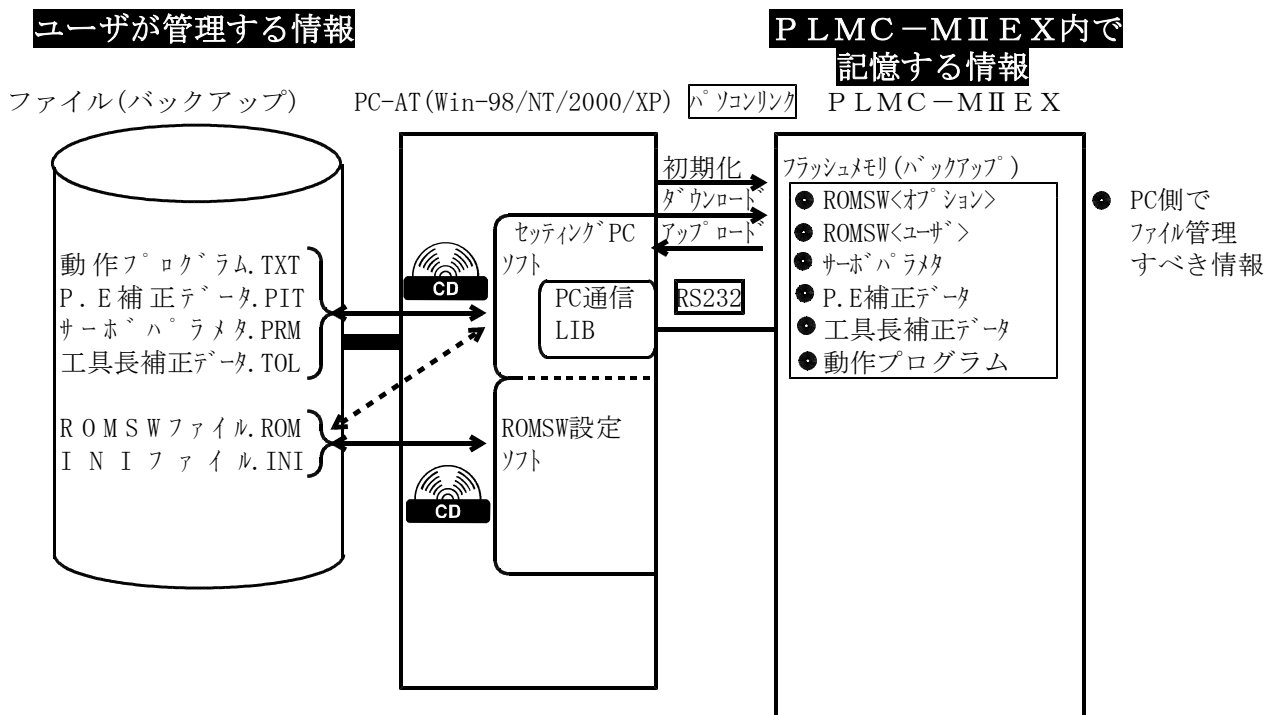 ユーザが管理する情報
PLMC-MⅡEX内で
記憶する情報
ファイル(バックアップ)
PC-AT(Win-98/NT/2000/XP)
ﾊﾟｿｺﾝﾘﾝｸ
PLMC-MⅡEX
動作ﾌﾟﾛｸﾞﾗﾑ.TXT
P.E補正ﾃﾞｰﾀ.PIT
ｻｰﾎﾞﾊﾟﾗﾒﾀ.PRM
工具長補正ﾃﾞｰﾀ.TOL
ROMSWﾌｧｲﾙ.ROM
INIﾌｧｲﾙ.INI
CD
CD
ｾｯﾃｨﾝｸﾞPC
ｿﾌﾄ
PC通信
LIB
ROMSW設定
ｿﾌﾄ
初期化
ﾀﾞｳﾝﾛｰﾄﾞ
ｱｯﾌﾟﾛｰﾄﾞ
RS232
ﾌﾗｯｼｭﾒﾓﾘ(ﾊﾞｯｸｱｯﾌﾟ)
● ROMSW<ｵﾌﾟｼｮﾝ>
● ROMSW<ﾕｰｻﾞ>
● ｻｰﾎﾞﾊﾟﾗﾒﾀ
● P.E補正ﾃﾞｰﾀ
● 工具長補正ﾃﾞｰﾀ
● 動作プログラム
● PC側で
ﾌｧｲﾙ管理
すべき情報